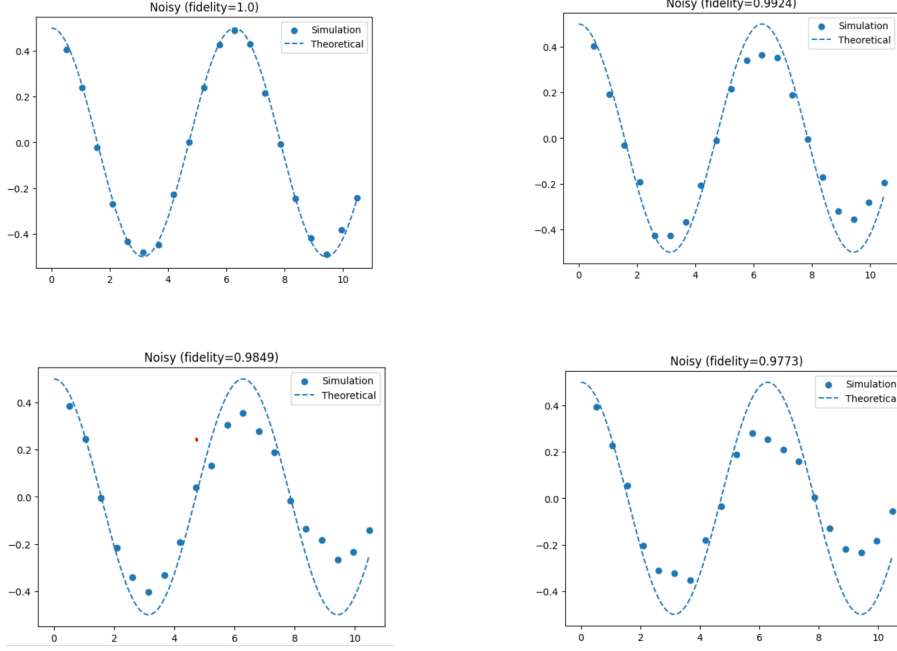 Noisy (fidelity=1.0)
Simulation
Theoretical
0.4
0.2
0.0
−0.2
−0.4
0 2 4 6 8 10
Noisy (fidelity=0.9924)
Simulation
Theoretical
0.4
0.2
0.0
−0.2
−0.4
0 2 4 6 8 10
Noisy (fidelity=0.9849)
Simulation
Theoretical
0.4
0.2
0.0
−0.2
−0.4
0 2 4 6 8 10
Noisy (fidelity=0.9773)
Simulation
Theoretical
0.4
0.2
0.0
−0.2
−0.4
0 2 4 6 8 10